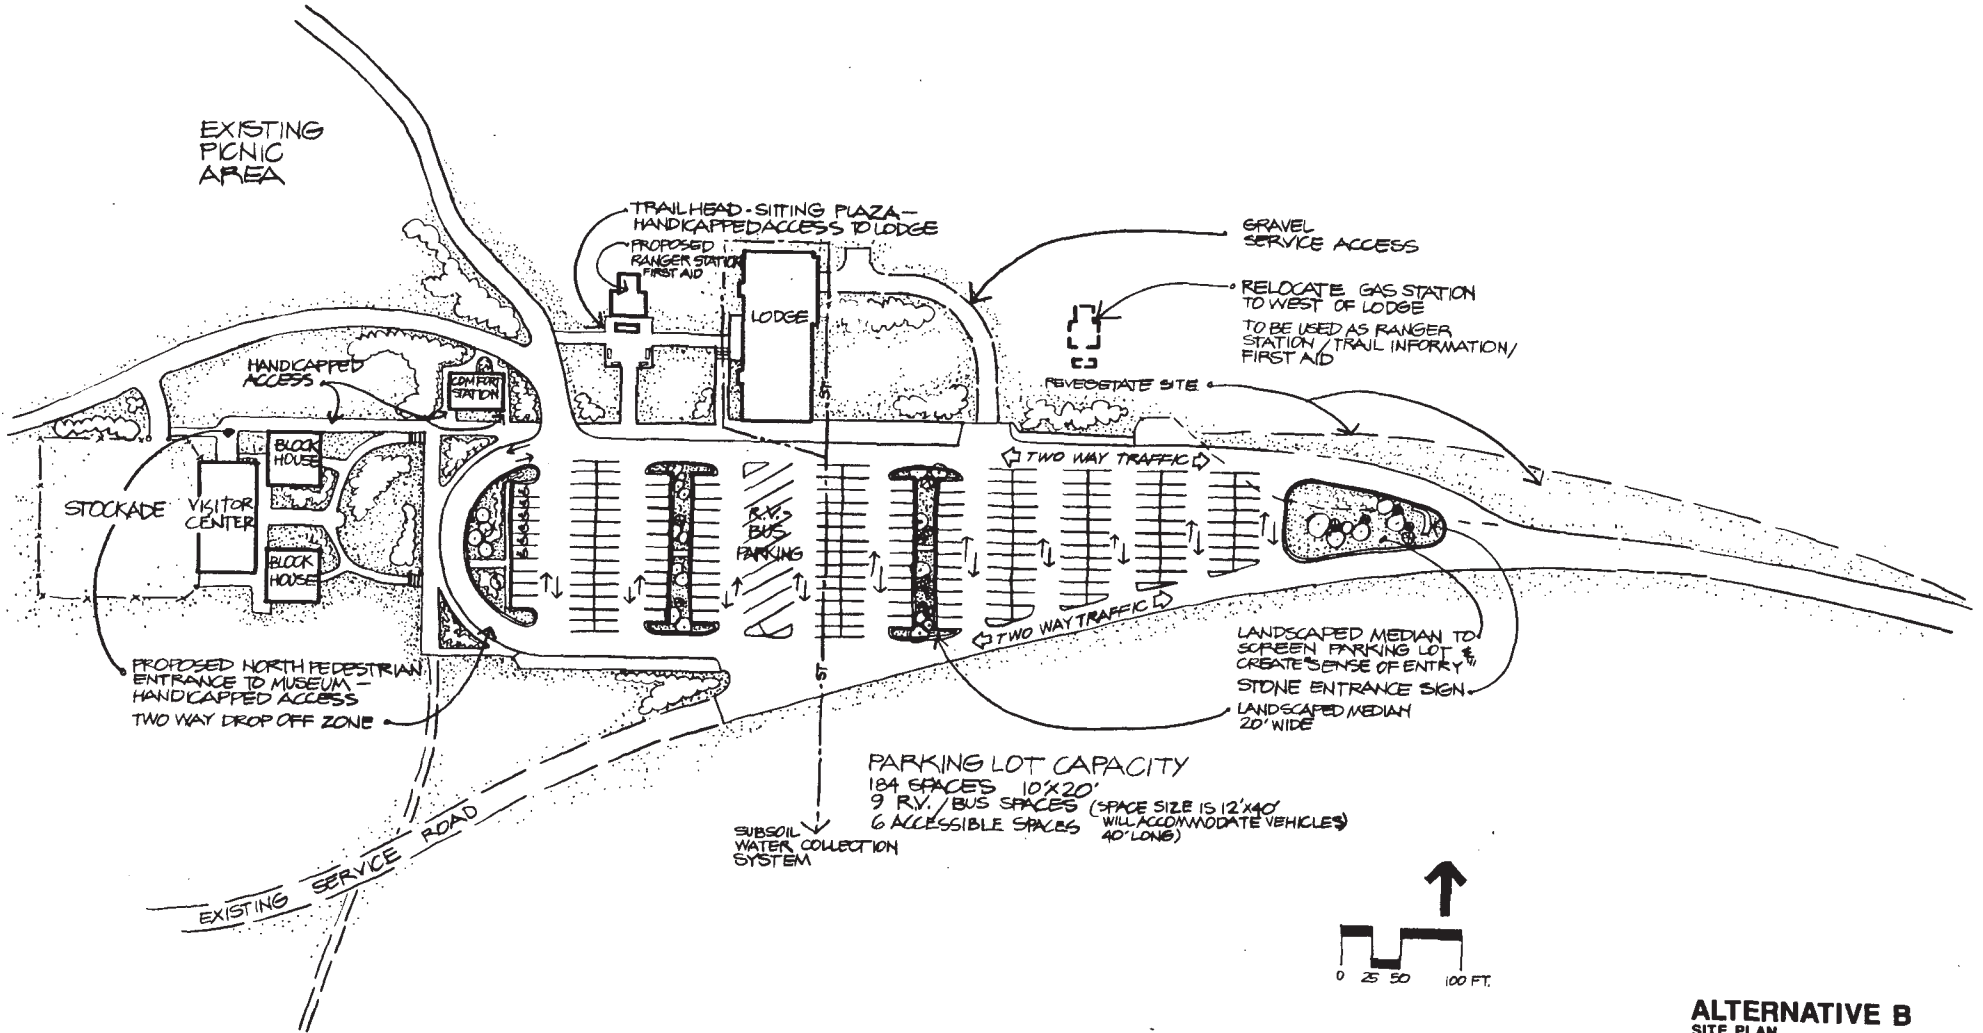 EXISTING
PICNIC
AREA
TRAILHEAD - SITTING PLAZA -
HANDICAPPED ACCESS TO LODGE
PROPOSED
RANGER STATION
FIRST AID
LODGE
GRAVEL
SERVICE ACCESS
RELOCATE GAS STATION
TO WEST OF LODGE
TO BE USED AS RANGER
STATION / TRAIL INFORMATION /
FIRST AID
REVEGETATE SITE
HANDICAPPED
ACCESS
COMFORT
STATION
ST
BLOCK
HOUSE
STOCKADE
VISITOR
CENTER
BLOCK
HOUSE
TWO WAY TRAFFIC
R.V. &
BUS
PARKING
TWO WAY TRAFFIC
ST
PROPOSED NORTH PEDESTRIAN
ENTRANCE TO MUSEUM -
HANDICAPPED ACCESS
TWO WAY DROP OFF ZONE
LANDSCAPED MEDIAN TO
SCREEN PARKING LOT &
CREATE "SENSE OF ENTRY"
STONE ENTRANCE SIGN
LANDSCAPED MEDIAN
20' WIDE
PARKING LOT CAPACITY
184 SPACES 10'X20'
9 R.V. / BUS SPACES (SPACE SIZE IS 12'X40'
WILL ACCOMMODATE VEHICLES
40' LONG)
6 ACCESSIBLE SPACES
SUBSOIL
WATER COLLECTION
SYSTEM
EXISTING SERVICE ROAD
0 25 50 100 FT.
ALTERNATIVE B
SITE PLAN